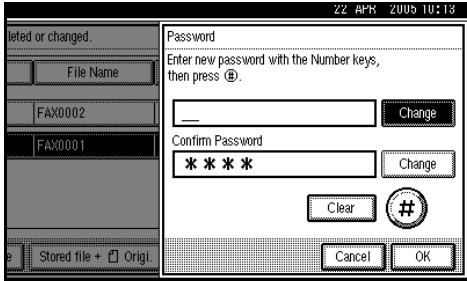 22 APR 2005 10:13
leted or changed.
File Name
FAX0002
FAX0001
e
Stored file + Origi.
Password
Enter new password with the Number keys,
then press #.
__
Change
Confirm Password
* * * *
Change
Clear
#
Cancel
OK